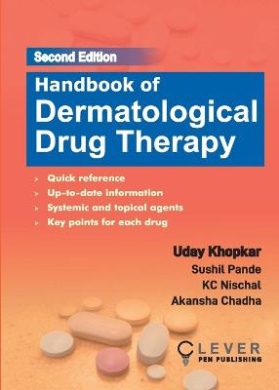 Second Edition
Handbook of
Dermatological
Drug Therapy
Quick reference
Up-to-date information
Systemic and topical agents
Key points for each drug
Uday Khopkar
Sushil Pande
KC Nischal
Akansha Chadha
CLEVER
PEN PUBLISHING